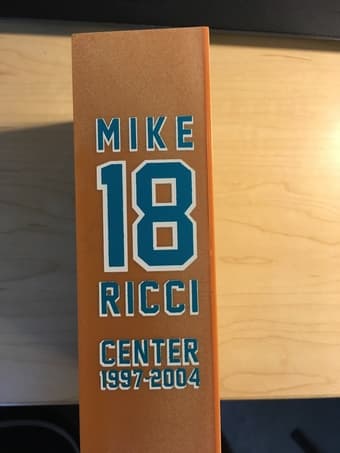 MIKE
18
RICCI
CENTER
1997-2004